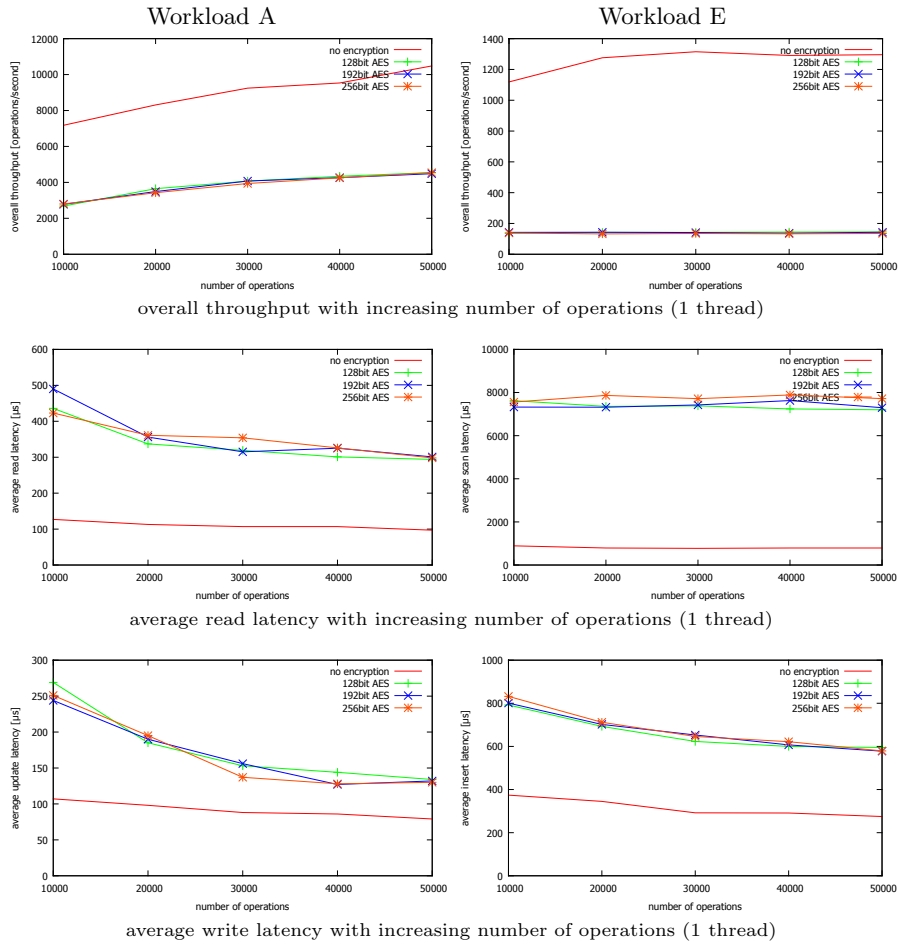 Workload A
Workload E
12000
10000
8000
6000
4000
2000
0
overall throughput [operations/second]
no encryption
128bit AES
192bit AES
256bit AES
10000 20000 30000 40000 50000
number of operations
1400
1200
1000
800
600
400
200
0
overall throughput [operations/second]
no encryption
128bit AES
192bit AES
256bit AES
10000 20000 30000 40000 50000
number of operations
overall throughput with increasing number of operations (1 thread)
600
500
400
300
200
100
0
average read latency [µs]
no encryption
128bit AES
192bit AES
256bit AES
10000 20000 30000 40000 50000
number of operations
10000
8000
6000
4000
2000
0
average scan latency [µs]
no encryption
128bit AES
192bit AES
256bit AES
10000 20000 30000 40000 50000
number of operations
average read latency with increasing number of operations (1 thread)
300
250
200
150
100
50
0
average update latency [µs]
no encryption
128bit AES
192bit AES
256bit AES
10000 20000 30000 40000 50000
number of operations
1000
800
600
400
200
0
average insert latency [µs]
no encryption
128bit AES
192bit AES
256bit AES
10000 20000 30000 40000 50000
number of operations
average write latency with increasing number of operations (1 thread)